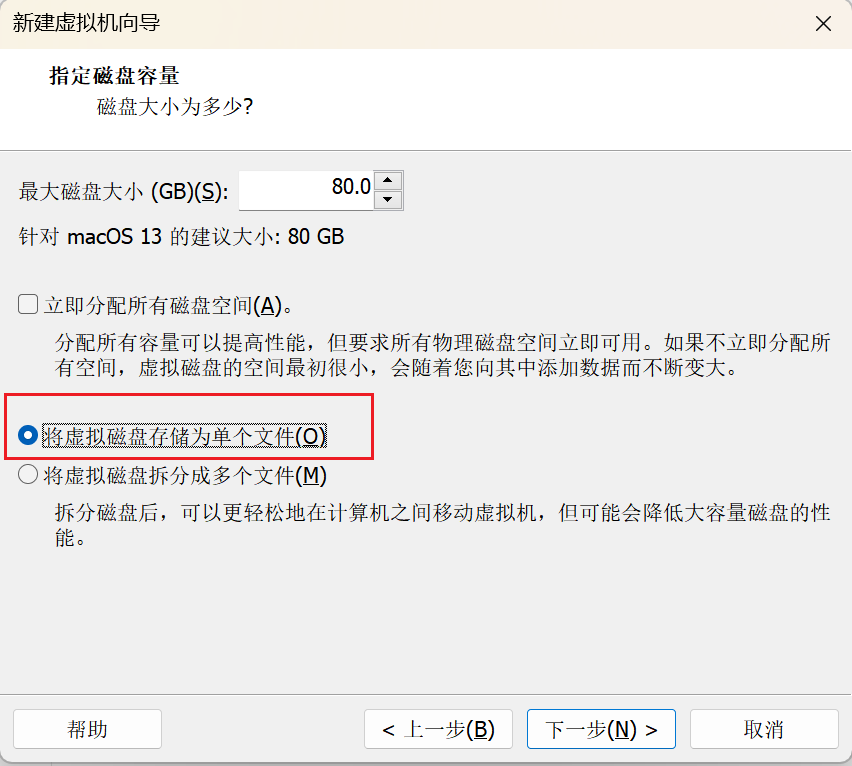 新建虚拟机向导
指定磁盘容量
磁盘大小为多少?
最大磁盘大小 (GB)(S): 80.0
针对 macOS 13 的建议大小: 80 GB
立即分配所有磁盘空间(A)。
分配所有容量可以提高性能，但要求所有物理磁盘空间立即可用。如果不立即分配所
有空间，虚拟磁盘的空间最初很小，会随着您向其中添加数据而不断变大。
将虚拟磁盘存储为单个文件(O)
将虚拟磁盘拆分成多个文件(M)
拆分磁盘后，可以更轻松地在计算机之间移动虚拟机，但可能会降低大容量磁盘的性
能。
帮助 < 上一步(B) 下一步(N) > 取消